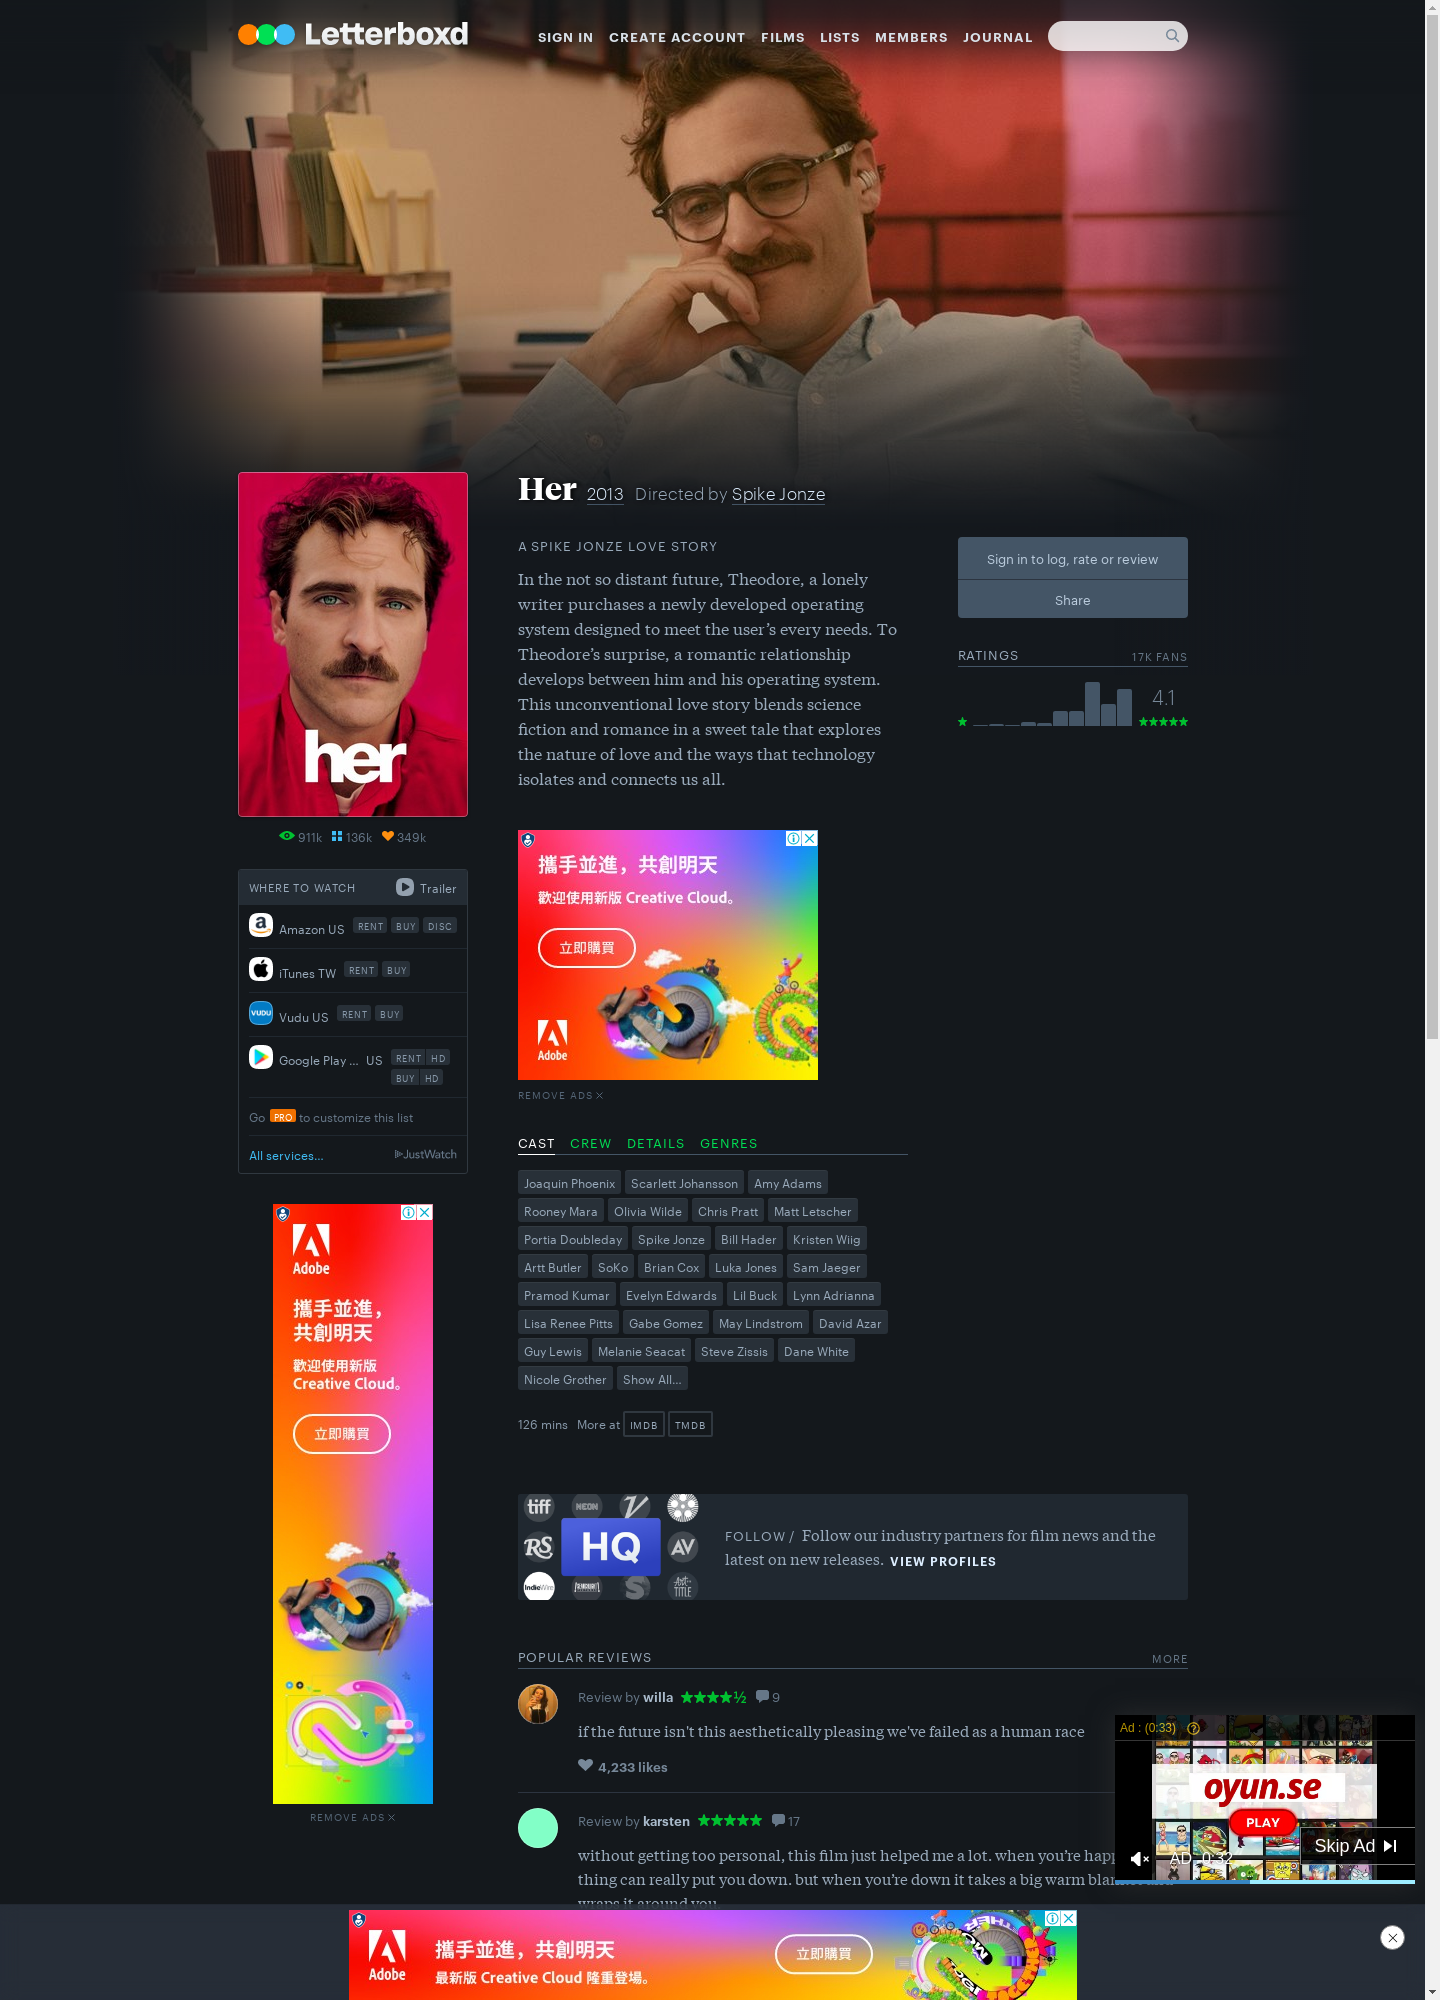 Letterboxd
SIGN IN CREATE ACCOUNT FILMS LISTS MEMBERS JOURNAL
her
911k 136k 349k
WHERE TO WATCH Trailer
Amazon US RENT BUY DISC
iTunes TW RENT BUY
Vudu US RENT BUY
Google Play … US RENT HD
BUY HD
Go PRO to customize this list
All services… JustWatch
Adobe
攜手並進，
共創明天
歡迎使用新版
Creative Cloud。
立即購買
REMOVE ADS
Her 2013 Directed by Spike Jonze
A SPIKE JONZE LOVE STORY
In the not so distant future, Theodore, a lonely
writer purchases a newly developed operating
system designed to meet the user’s every needs. To
Theodore’s surprise, a romantic relationship
develops between him and his operating system.
This unconventional love story blends science
fiction and romance in a sweet tale that explores
the nature of love and the ways that technology
isolates and connects us all.
Sign in to log, rate or review
Share
RATINGS 17K FANS
4.1
攜手並進，共創明天
歡迎使用新版 Creative Cloud。
立即購買
Adobe
REMOVE ADS
CAST CREW DETAILS GENRES
Joaquin Phoenix Scarlett Johansson Amy Adams
Rooney Mara Olivia Wilde Chris Pratt Matt Letscher
Portia Doubleday Spike Jonze Bill Hader Kristen Wiig
Artt Butler SoKo Brian Cox Luka Jones Sam Jaeger
Pramod Kumar Evelyn Edwards Lil Buck Lynn Adrianna
Lisa Renee Pitts Gabe Gomez May Lindstrom David Azar
Guy Lewis Melanie Seacat Steve Zissis Dane White
Nicole Grother Show All…
126 mins More at IMDB TMDB
tiff NEON V
RS HQ AV
IndieWire S Art of the TITLE
FOLLOW / Follow our industry partners for film news and the
latest on new releases. VIEW PROFILES
POPULAR REVIEWS MORE
Review by willa ★★★★½ 9
if the future isn't this aesthetically pleasing we've failed as a human race
4,233 likes
Review by karsten ★★★★★ 17
without getting too personal, this film just helped me a lot. when you’re happ
thing can really put you down. but when you’re down it takes a big warm blanket and
wraps it around you.
Ad : (0:33)
oyun.se
PLAY
AD 0:32
Skip Ad
Adobe
攜手並進，共創明天
最新版 Creative Cloud 隆重登場。
立即購買